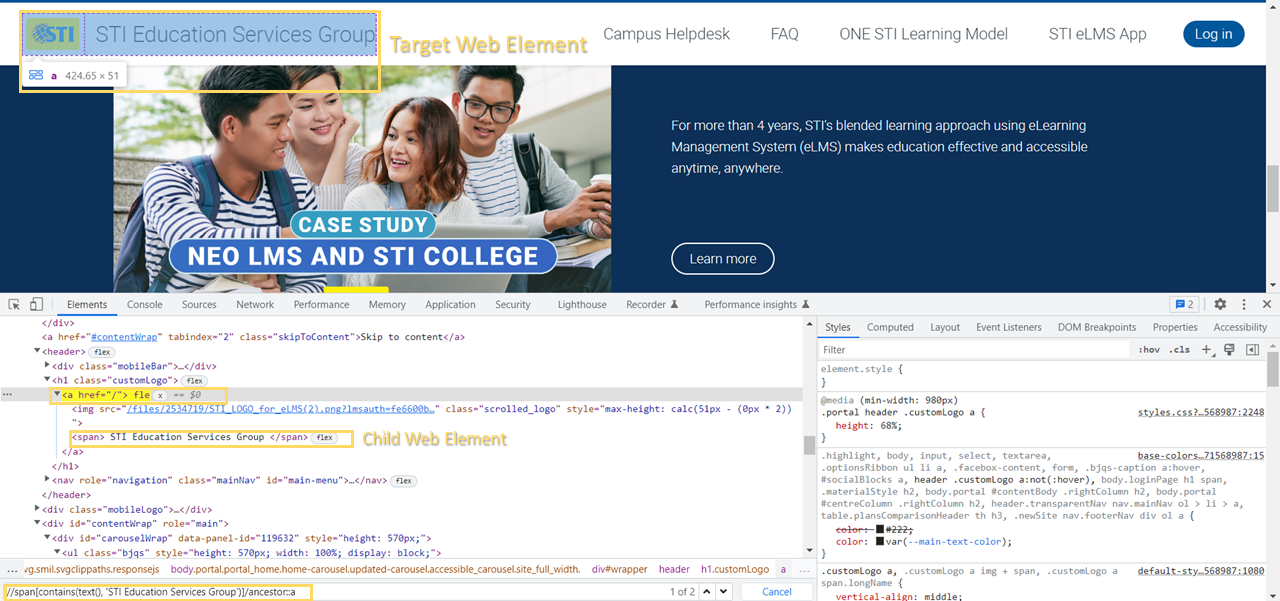 STI STI Education Services Group Target Web Element Campus Helpdesk FAQ ONE STI Learning Model STI eLMS App Log in
a 424.65 × 51
For more than 4 years, STI's blended learning approach using eLearning
Management System (eLMS) makes education effective and accessible
anytime, anywhere.
CASE STUDY
NEO LMS AND STI COLLEGE
Learn more
Elements Console Sources Network Performance Memory Application Security Lighthouse Recorder Performance insights 2
</div>
<a href="#contentWrap" tabindex="2" class="skipToContent">Skip to content</a>
<header> flex
<div class="mobileBar">…</div>
<h1 class="customLogo"> flex
… <a href="/"> fle x == $0
<img src="/files/2534719/STI_LOGO_for_eLMS(2).png?lmsauth=fe6600b…" class="scrolled_logo" style="max-height: calc(51px - (0px * 2))
">
<span> STI Education Services Group </span> flex Child Web Element
</a>
</h1>
<nav role="navigation" class="mainNav" id="main-menu">…</nav> flex
</header>
<div class="mobileLogo">…</div>
<div id="contentWrap" role="main">
<div id="carouselWrap" data-panel-id="119632" style="height: 570px;">
<ul class="bjqs" style="height: 570px; width: 100%; display: block;">
… vg.smil.svgclippaths.responsejs body.portal.portal_home.home-carousel.updated-carousel.accessible_carousel.site_full_width. div#wrapper header h1.customLogo a …
//span[contains(text(), 'STI Education Services Group')]/ancestor::a 1 of 2 Cancel
Styles Computed Layout Event Listeners DOM Breakpoints Properties Accessibility
Filter :hov .cls +
element.style {
}
@media (min-width: 980px)
.portal header .customLogo a { styles.css?…568987:2248
height: 68%;
}
.highlight, body, input, select, textarea, base-colors…71568987:15
.optionsRibbon ul li a, .facebox-content, form, .bjqs-caption a:hover,
#socialBlocks a, header .customLogo a:not(:hover), body.loginPage h1 span,
.materialStyle h2, body.portal #contentBody .rightColumn h2, body.portal
#centreColumn .rightColumn h2, header.transparentNav nav.mainNav ol > li > a,
table.plansComparisonHeader th h3, .newSite nav.footerNav div ol a {
color: #222;
color: var(--main-text-color);
}
.customLogo a, .customLogo a img + span, .customLogo a default-sty…568987:1080
span.longName {
vertical-align: middle;